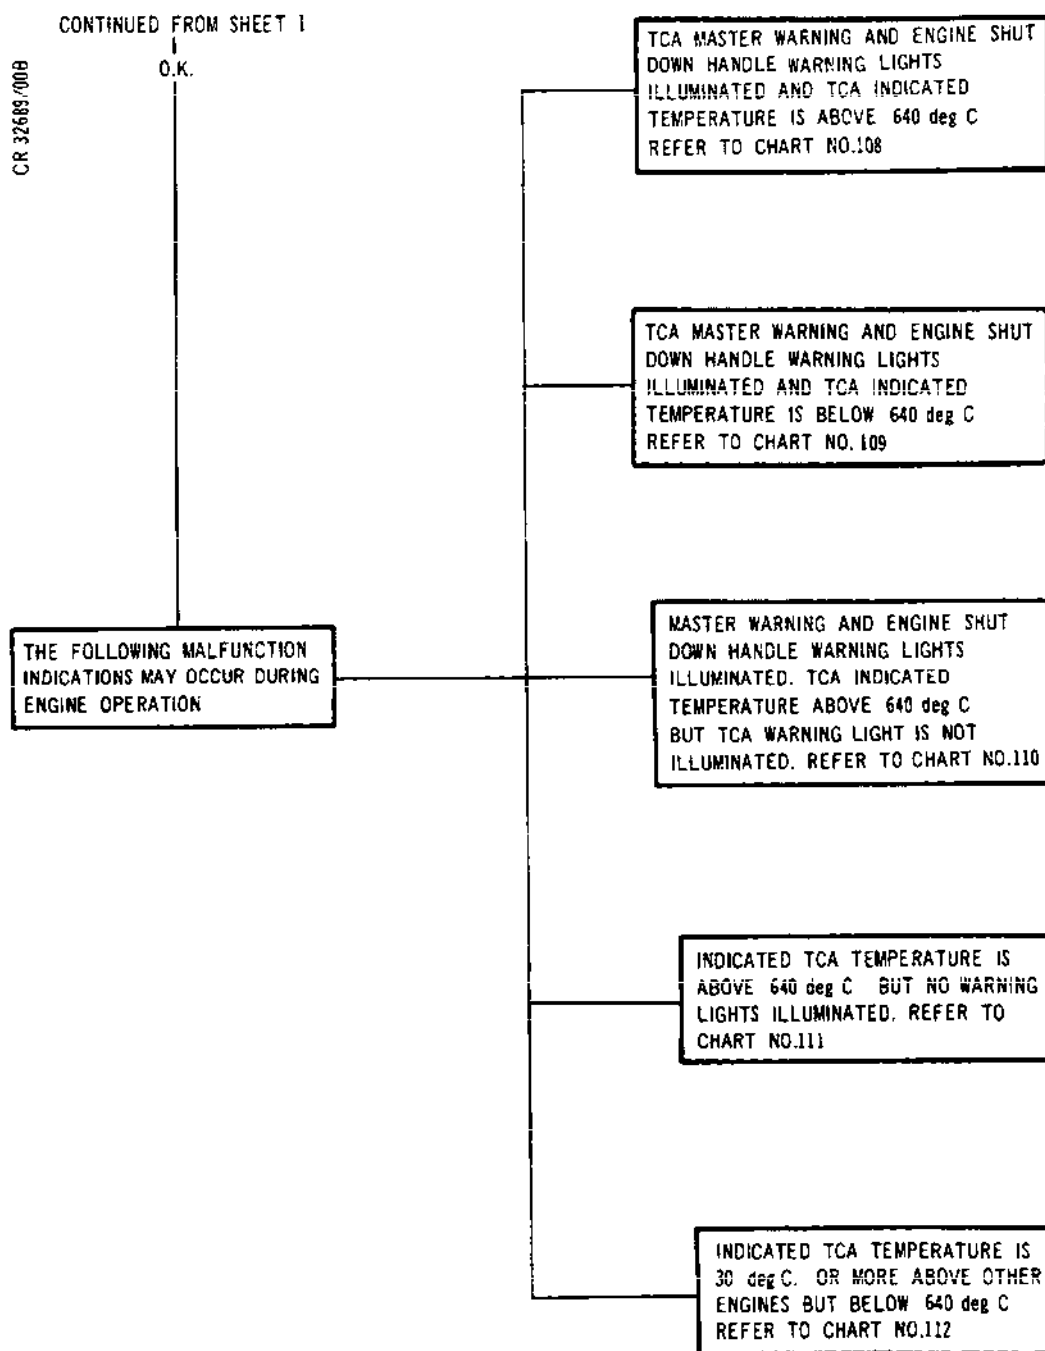 CONTINUED FROM SHEET 1
O.K.
CR 32689/00B
THE FOLLOWING MALFUNCTION
INDICATIONS MAY OCCUR DURING
ENGINE OPERATION
TCA MASTER WARNING AND ENGINE SHUT
DOWN HANDLE WARNING LIGHTS
ILLUMINATED AND TCA INDICATED
TEMPERATURE IS ABOVE 640 deg C
REFER TO CHART NO.108
TCA MASTER WARNING AND ENGINE SHUT
DOWN HANDLE WARNING LIGHTS
ILLUMINATED AND TCA INDICATED
TEMPERATURE IS BELOW 640 deg C
REFER TO CHART NO.109
MASTER WARNING AND ENGINE SHUT
DOWN HANDLE WARNING LIGHTS
ILLUMINATED. TCA INDICATED
TEMPERATURE ABOVE 640 deg C
BUT TCA WARNING LIGHT IS NOT
ILLUMINATED. REFER TO CHART NO.110
INDICATED TCA TEMPERATURE IS
ABOVE 640 deg C BUT NO WARNING
LIGHTS ILLUMINATED. REFER TO
CHART NO.111
INDICATED TCA TEMPERATURE IS
30 deg C. OR MORE ABOVE OTHER
ENGINES BUT BELOW 640 deg C
REFER TO CHART NO.112